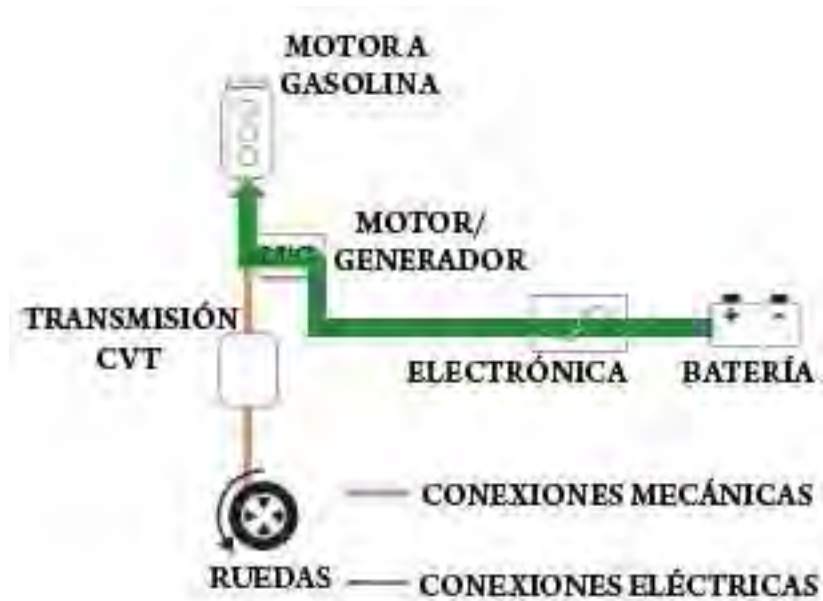 MOTOR A
GASOLINA
MOTOR/
GENERADOR
TRANSMISIÓN
CVT
ELECTRÓNICA
BATERÍA
+ -
CONEXIONES MECÁNICAS
RUEDAS
CONEXIONES ELÉCTRICAS